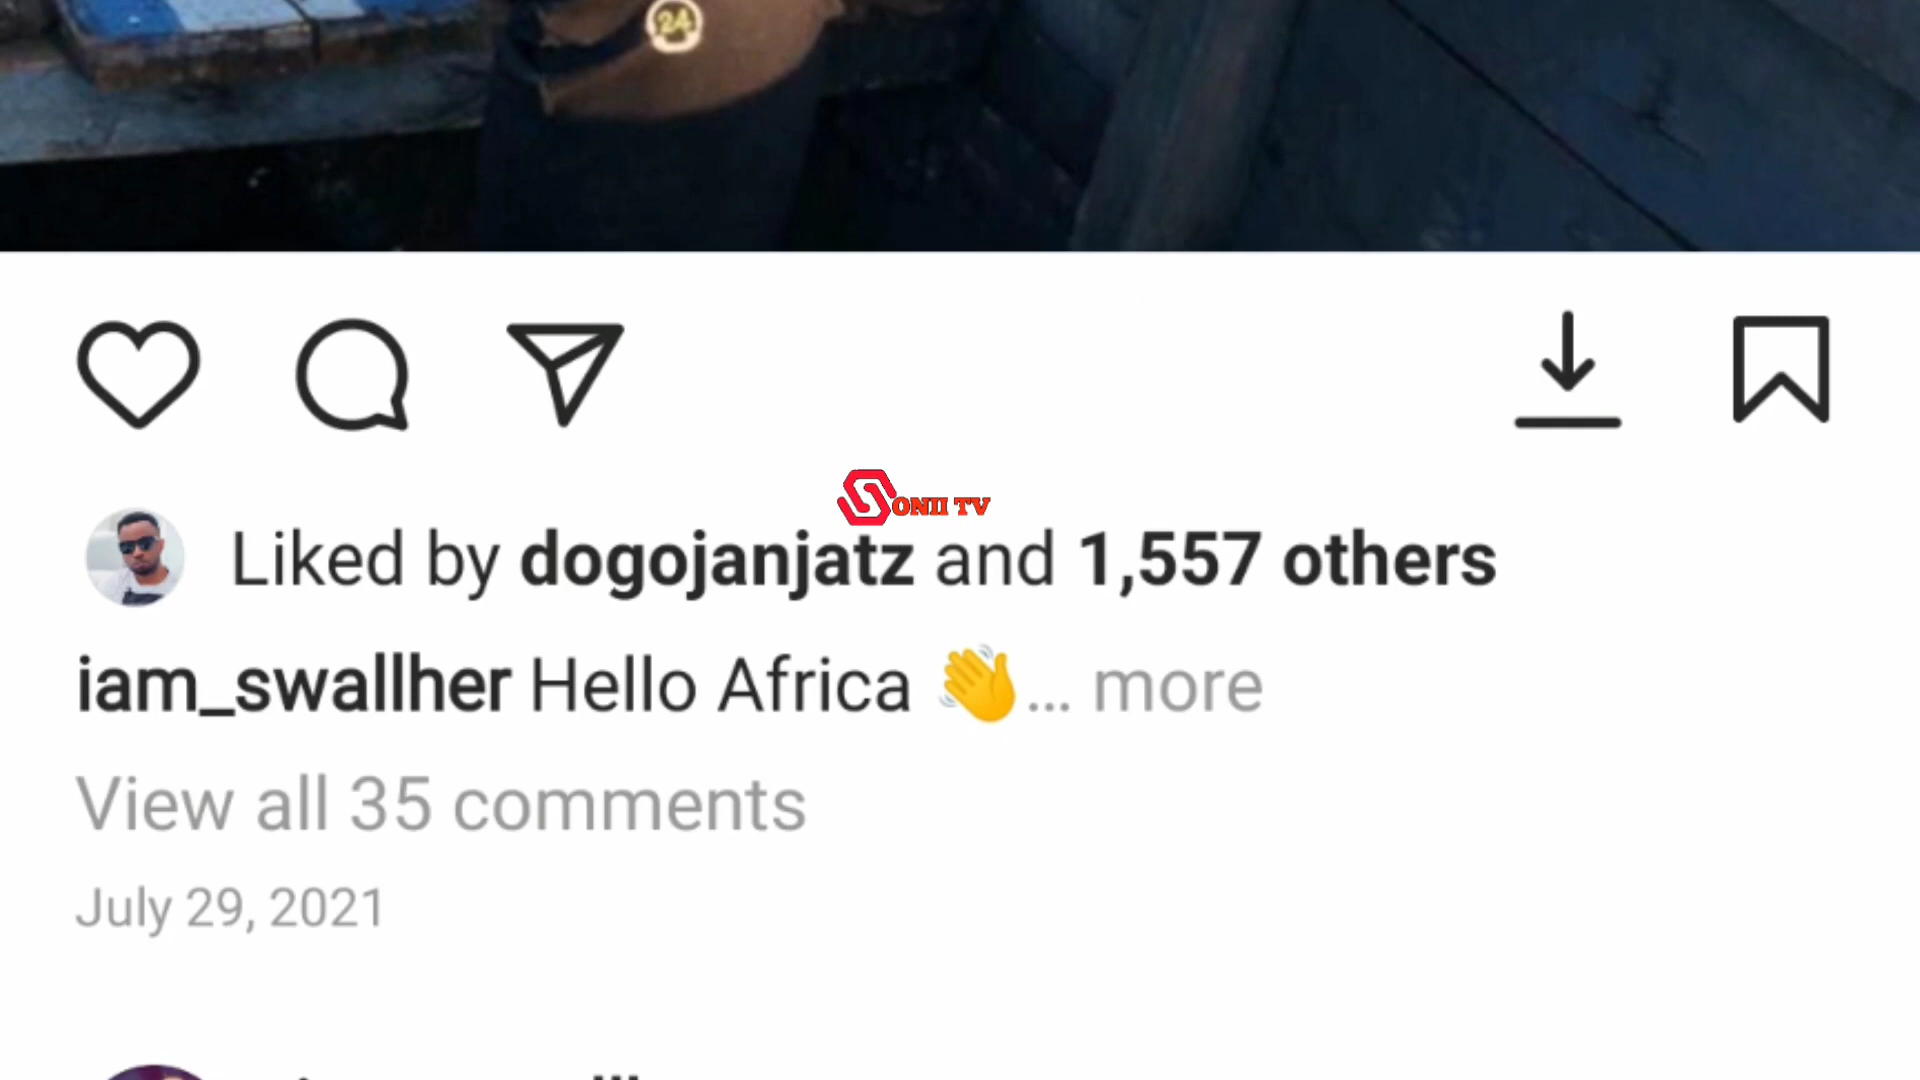 24
SONII TV
Liked by dogojanjatz and 1,557 others
iam_swallher Hello Africa 👋... more
View all 35 comments
July 29, 2021